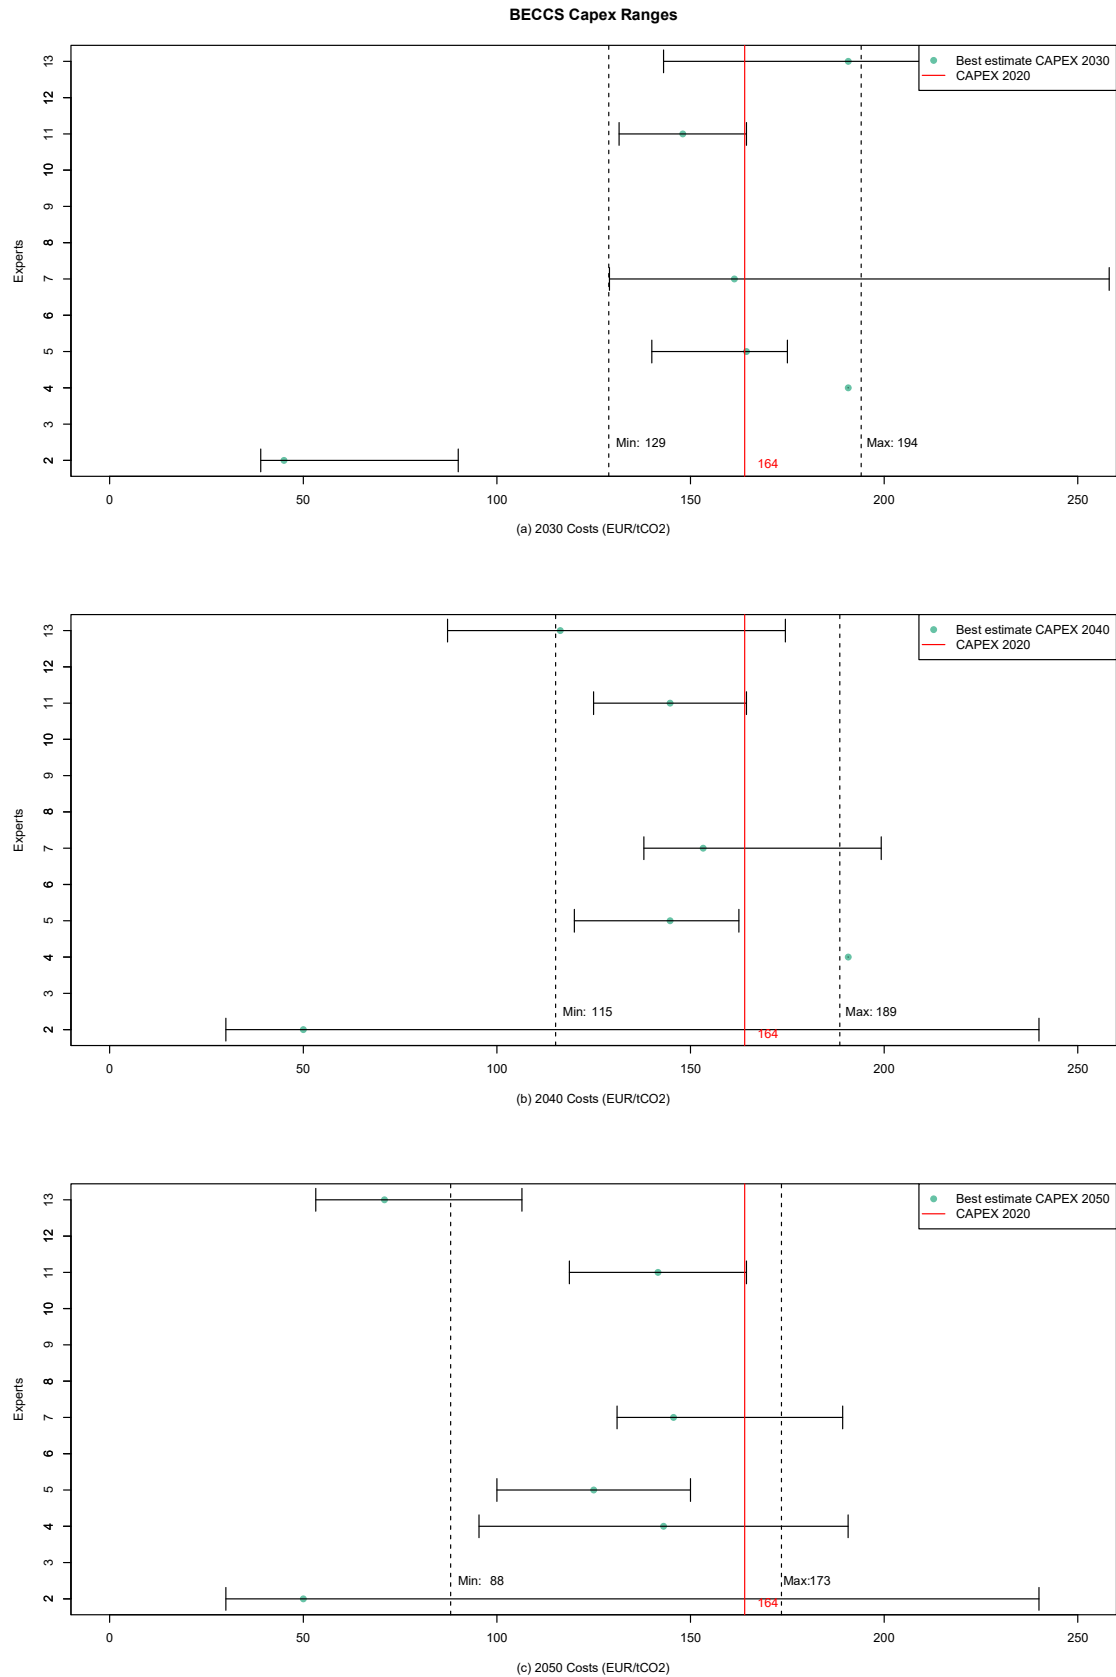 BECCS Capex Ranges
Best estimate CAPEX 2030
CAPEX 2020
13
12
11
10
9
8
7
6
5
4
3
2
Experts
Min: 129
Max: 194
164
0 50 100 150 200 250
(a) 2030 Costs (EUR/tCO2)
Best estimate CAPEX 2040
CAPEX 2020
13
12
11
10
9
8
7
6
5
4
3
2
Experts
Min: 115
Max: 189
164
0 50 100 150 200 250
(b) 2040 Costs (EUR/tCO2)
Best estimate CAPEX 2050
CAPEX 2020
13
12
11
10
9
8
7
6
5
4
3
2
Experts
Min: 88
Max:173
164
0 50 100 150 200 250
(c) 2050 Costs (EUR/tCO2)